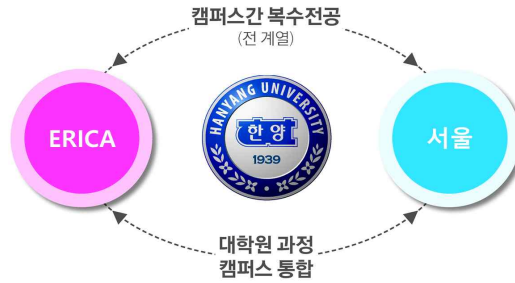 캠퍼스간 복수전공
(전 계열)
ERICA
HANYANG UNIVERSITY
한양
1939
서울
대학원 과정
캠퍼스 통합